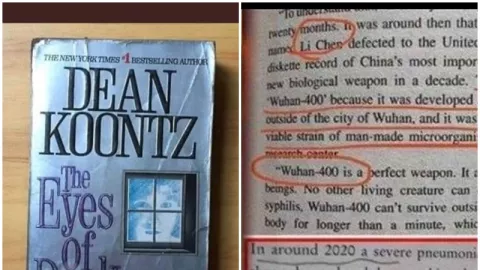 THE NEW YORK TIMES #1 BESTSELLING AUTHOR
DEAN
KOONTZ
The
Eyes
of
"To understand
twenty months. It was around then that
Li Chen defected to the United
diskette record of China's most impor
new biological weapon in a decade.
'Wuhan-400' because it was developed
outside of the city of Wuhan, and it was
viable strain of man-made microorgani
research center.
"Wuhan-400 is a perfect weapon. It a
beings. No other living creature can
syphilis, Wuhan-400 can't survive outsi
body for longer than a minute, whic
In around 2020 a severe pneumoni